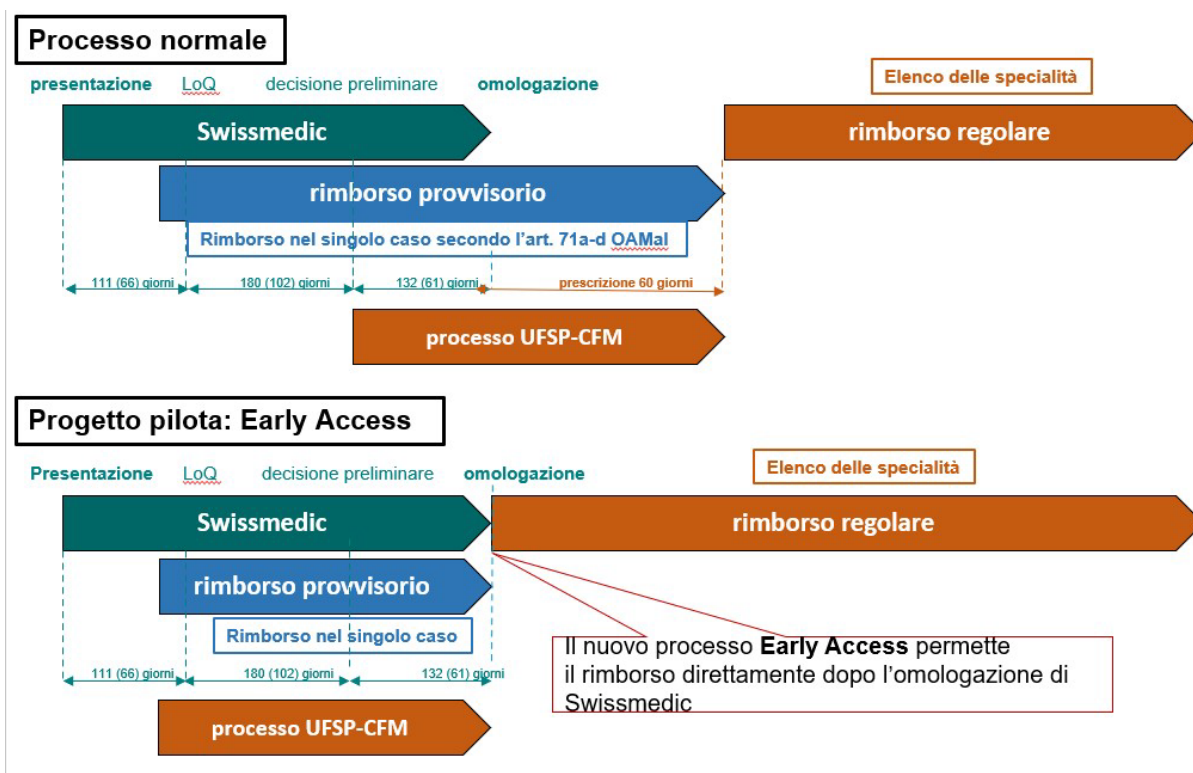 Processo normale
presentazione LoQ decisione preliminare omologazione
Elenco delle specialità
Swissmedic
rimborso regolare
rimborso provvisorio
Rimborso nel singolo caso secondo l'art. 71a-d OAMal
111 (66) giorni 180 (102) giorni 132 (61) giorni prescrizione 60 giorni
processo UFSP-CFM
Progetto pilota: Early Access
Presentazione LoQ decisione preliminare omologazione
Elenco delle specialità
Swissmedic
rimborso regolare
rimborso provvisorio
Rimborso nel singolo caso
Il nuovo processo Early Access permette
il rimborso direttamente dopo l'omologazione di
Swissmedic
111 (66) giorni 180 (102) giorni 132 (61) giorni
processo UFSP-CFM